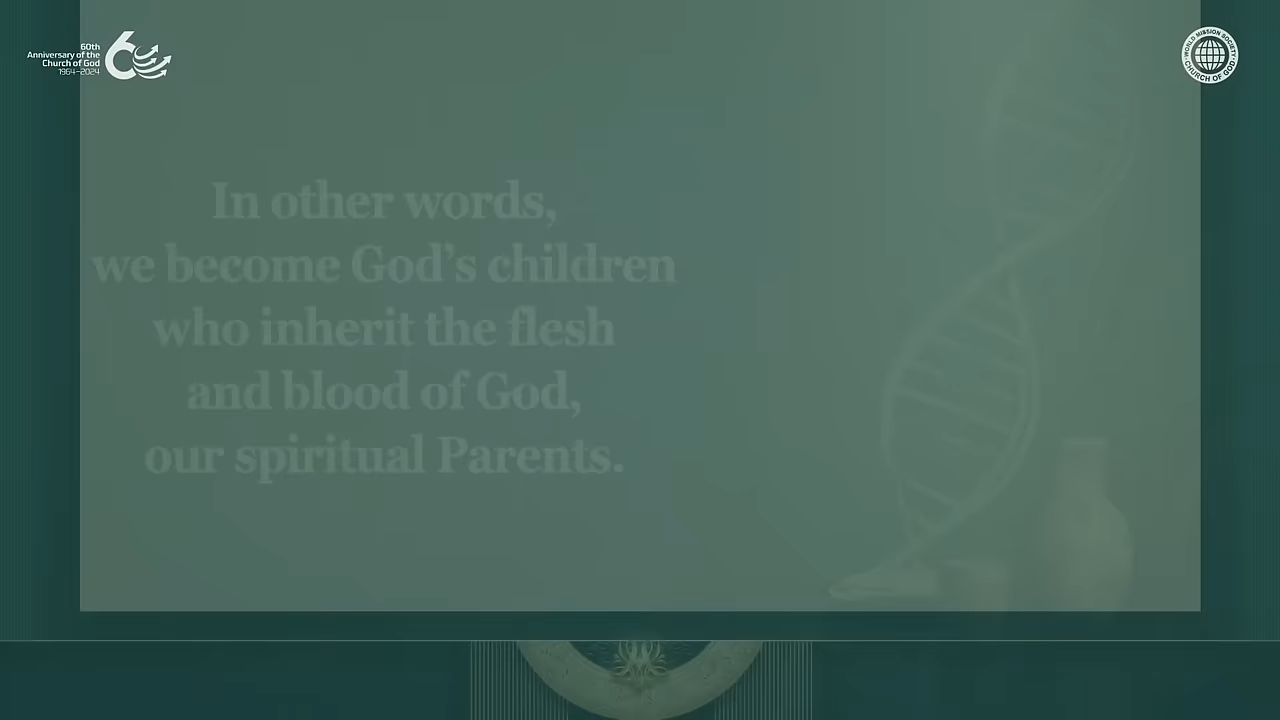 60th
Anniversary of the
Church of God
1964–2024
60
WORLD MISSION SOCIETY
CHURCH OF GOD
In other words,
we become God’s children
who inherit the flesh
and blood of God,
our spiritual Parents.